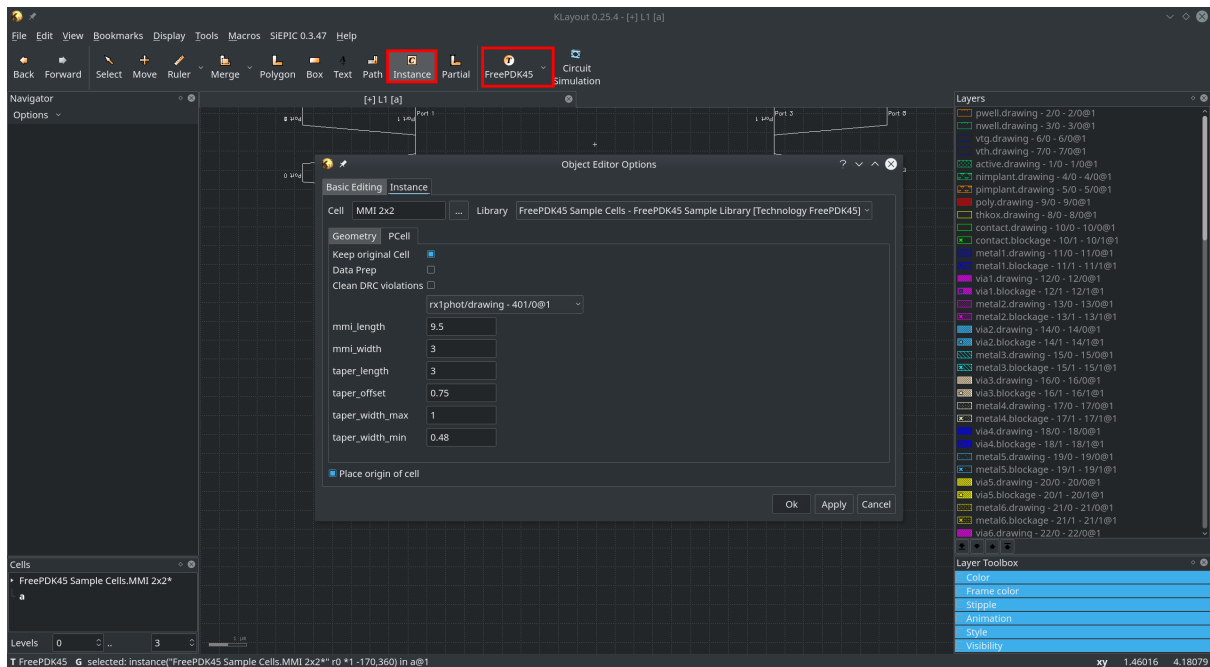 KLayout 0.25.4 - [+] L1 [a]
File Edit View Bookmarks Display Tools Macros SiEPIC 0.3.47 Help
Back Forward Select Move Ruler Merge Polygon Box Text Path Instance Partial FreePDK45 Circuit Simulation
Navigator
Options
[+] L1 [a]
Port 1
Port 3
Object Editor Options
Basic Editing Instance
Cell MMI 2x2 ... Library FreePDK45 Sample Cells - FreePDK45 Sample Library [Technology FreePDK45]
Geometry PCell
Keep original Cell
Data Prep
Clean DRC violations
rx1phot/drawing - 401/0@1
mmi_length 9.5
mmi_width 3
taper_length 3
taper_offset 0.75
taper_width_max 1
taper_width_min 0.48
Place origin of cell
Ok Apply Cancel
Layers
pwell.drawing - 2/0 - 2/0@1
nwell.drawing - 3/0 - 3/0@1
vtg.drawing - 6/0 - 6/0@1
vth.drawing - 7/0 - 7/0@1
active.drawing - 1/0 - 1/0@1
nimplant.drawing - 4/0 - 4/0@1
pimplant.drawing - 5/0 - 5/0@1
poly.drawing - 9/0 - 9/0@1
thkox.drawing - 8/0 - 8/0@1
contact.drawing - 10/0 - 10/0@1
contact.blockage - 10/1 - 10/1@1
metal1.drawing - 11/0 - 11/0@1
metal1.blockage - 11/1 - 11/1@1
via1.drawing - 12/0 - 12/0@1
via1.blockage - 12/1 - 12/1@1
metal2.drawing - 13/0 - 13/0@1
metal2.blockage - 13/1 - 13/1@1
via2.drawing - 14/0 - 14/0@1
via2.blockage - 14/1 - 14/1@1
metal3.drawing - 15/0 - 15/0@1
metal3.blockage - 15/1 - 15/1@1
via3.drawing - 16/0 - 16/0@1
via3.blockage - 16/1 - 16/1@1
metal4.drawing - 17/0 - 17/0@1
metal4.blockage - 17/1 - 17/1@1
via4.drawing - 18/0 - 18/0@1
via4.blockage - 18/1 - 18/1@1
metal5.drawing - 19/0 - 19/0@1
metal5.blockage - 19/1 - 19/1@1
via5.drawing - 20/0 - 20/0@1
via5.blockage - 20/1 - 20/1@1
metal6.drawing - 21/0 - 21/0@1
metal6.blockage - 21/1 - 21/1@1
via6.drawing - 22/0 - 22/0@1
Cells
FreePDK45 Sample Cells.MMI 2x2*
a
Levels 0 .. 3
1 µm
Layer Toolbox
Color
Frame color
Stipple
Animation
Style
Visibility
T FreePDK45 G selected: instance("FreePDK45 Sample Cells.MMI 2x2*" r0 *1 -170,360) in a@1
xy 1.46016 4.18079